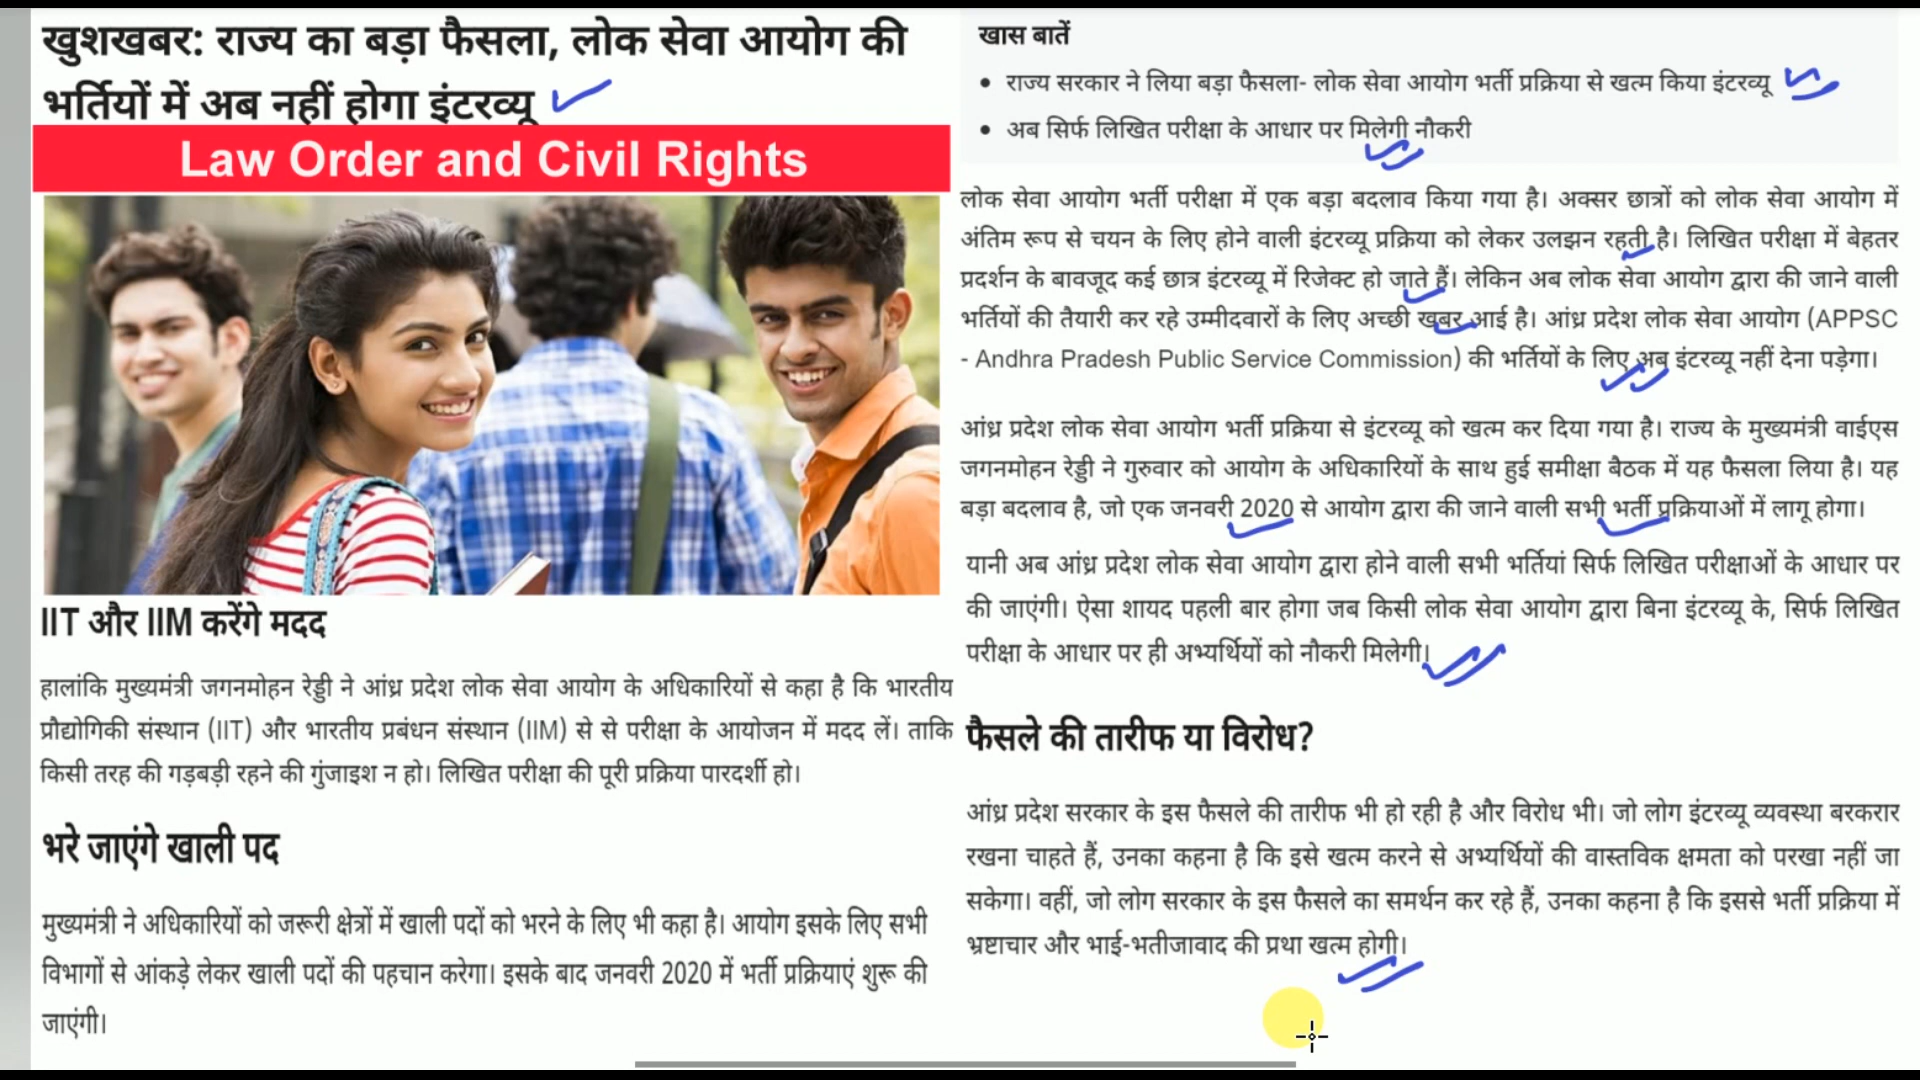 खुशखबर: राज्य का बड़ा फैसला, लोक सेवा आयोग की
भर्तियों में अब नहीं होगा इंटरव्यू
Law Order and Civil Rights
IIT और IIM करेंगे मदद
हालांकि मुख्यमंत्री जगनमोहन रेड्डी ने आंध्र प्रदेश लोक सेवा आयोग के अधिकारियों से कहा है कि भारतीय
प्रौद्योगिकी संस्थान (IIT) और भारतीय प्रबंधन संस्थान (IIM) से से परीक्षा के आयोजन में मदद लें। ताकि
किसी तरह की गड़बड़ी रहने की गुंजाइश न हो। लिखित परीक्षा की पूरी प्रक्रिया पारदर्शी हो।
भरे जाएंगे खाली पद
मुख्यमंत्री ने अधिकारियों को जरूरी क्षेत्रों में खाली पदों को भरने के लिए भी कहा है। आयोग इसके लिए सभी
विभागों से आंकड़े लेकर खाली पदों की पहचान करेगा। इसके बाद जनवरी 2020 में भर्ती प्रक्रियाएं शुरू की
जाएंगी।
खास बातें
• राज्य सरकार ने लिया बड़ा फैसला- लोक सेवा आयोग भर्ती प्रक्रिया से खत्म किया इंटरव्यू
• अब सिर्फ लिखित परीक्षा के आधार पर मिलेगी नौकरी
लोक सेवा आयोग भर्ती परीक्षा में एक बड़ा बदलाव किया गया है। अक्सर छात्रों को लोक सेवा आयोग में
अंतिम रूप से चयन के लिए होने वाली इंटरव्यू प्रक्रिया को लेकर उलझन रहती है। लिखित परीक्षा में बेहतर
प्रदर्शन के बावजूद कई छात्र इंटरव्यू में रिजेक्ट हो जाते हैं। लेकिन अब लोक सेवा आयोग द्वारा की जाने वाली
भर्तियों की तैयारी कर रहे उम्मीदवारों के लिए अच्छी खबर आई है। आंध्र प्रदेश लोक सेवा आयोग (APPSC
- Andhra Pradesh Public Service Commission) की भर्तियों के लिए अब इंटरव्यू नहीं देना पड़ेगा।
आंध्र प्रदेश लोक सेवा आयोग भर्ती प्रक्रिया से इंटरव्यू को खत्म कर दिया गया है। राज्य के मुख्यमंत्री वाईएस
जगनमोहन रेड्डी ने गुरुवार को आयोग के अधिकारियों के साथ हुई समीक्षा बैठक में यह फैसला लिया है। यह
बड़ा बदलाव है, जो एक जनवरी 2020 से आयोग द्वारा की जाने वाली सभी भर्ती प्रक्रियाओं में लागू होगा।
यानी अब आंध्र प्रदेश लोक सेवा आयोग द्वारा होने वाली सभी भर्तियां सिर्फ लिखित परीक्षाओं के आधार पर
की जाएंगी। ऐसा शायद पहली बार होगा जब किसी लोक सेवा आयोग द्वारा बिना इंटरव्यू के, सिर्फ लिखित
परीक्षा के आधार पर ही अभ्यर्थियों को नौकरी मिलेगी।
फैसले की तारीफ या विरोध?
आंध्र प्रदेश सरकार के इस फैसले की तारीफ भी हो रही है और विरोध भी। जो लोग इंटरव्यू व्यवस्था बरकरार
रखना चाहते हैं, उनका कहना है कि इसे खत्म करने से अभ्यर्थियों की वास्तविक क्षमता को परखा नहीं जा
सकेगा। वहीं, जो लोग सरकार के इस फैसले का समर्थन कर रहे हैं, उनका कहना है कि इससे भर्ती प्रक्रिया में
भ्रष्टाचार और भाई-भतीजावाद की प्रथा खत्म होगी।